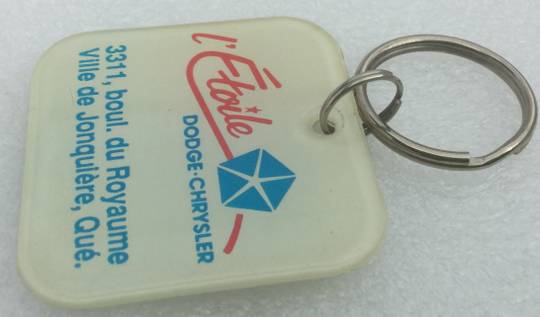 l'Étoile
DODGE•CHRYSLER
3311, boul. du Royaume
Ville de Jonquière, Qué.